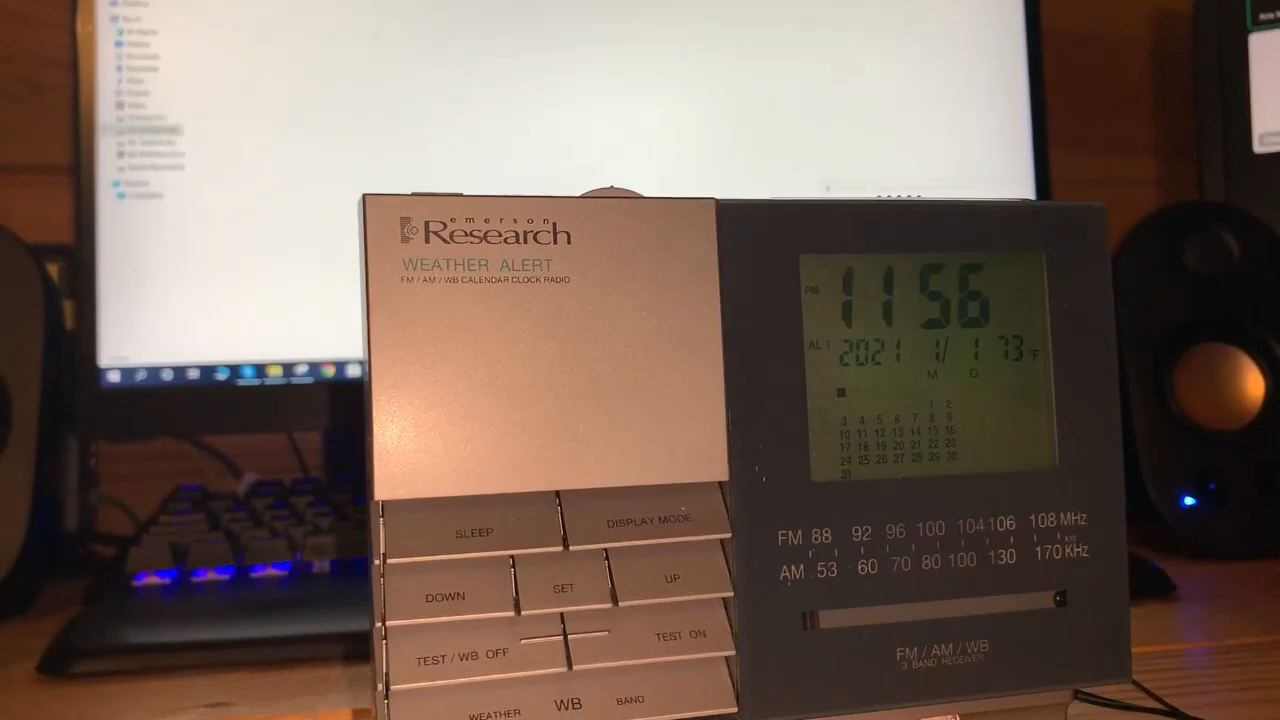 emerson
Research
WEATHER ALERT
FM / AM / WB CALENDAR CLOCK RADIO
PM 11 56
AL 1 2021 1/ 1 73 °F
M D
1 2
3 4 5 6 7 8 9
10 11 12 13 14 15 16
17 18 19 20 21 22 23
24 25 26 27 28 29 30
31
SLEEP DISPLAY MODE
DOWN SET UP
TEST / WB OFF TEST ON
WEATHER WB BAND
FM 88 92 96 100 104 106 108 MHz
x10
AM 53 60 70 80 100 130 170 KHz
FM / AM / WB
3 BAND RECEIVER